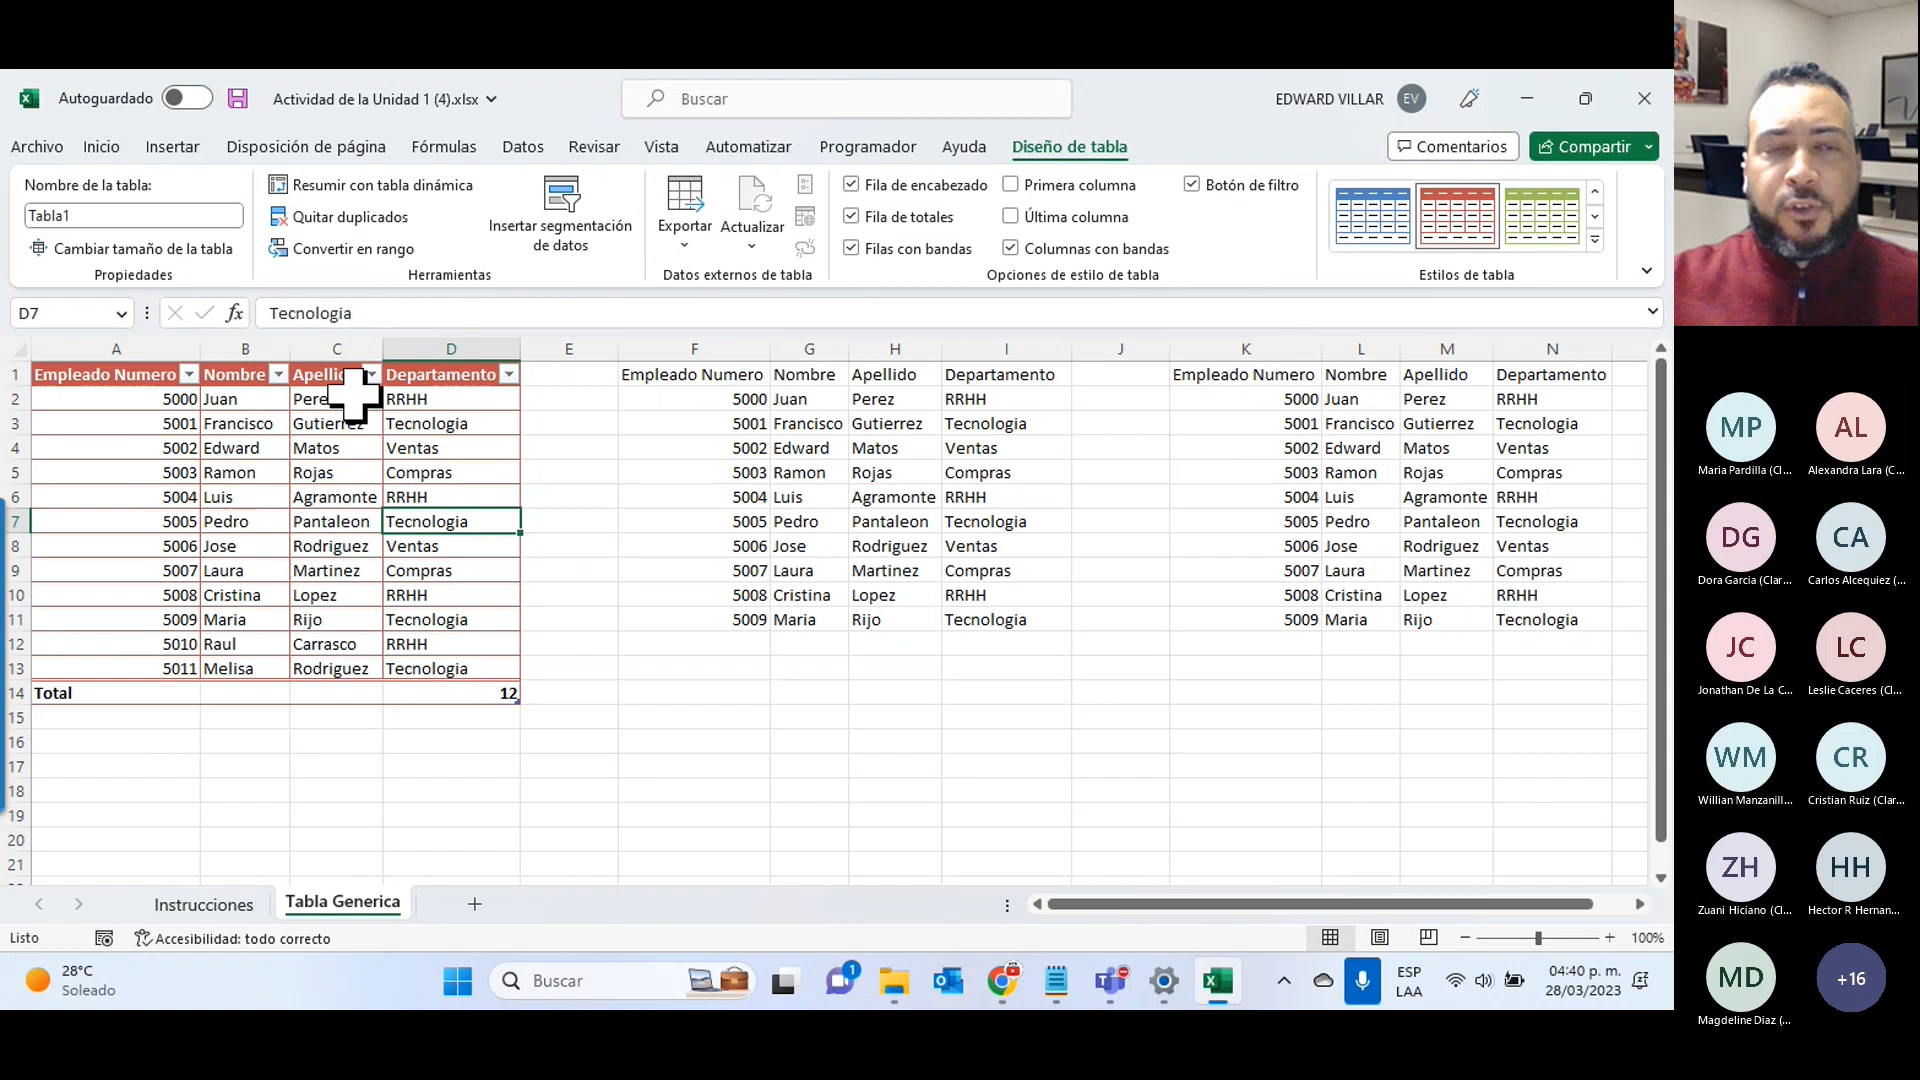 Autoguardado
Actividad de la Unidad 1 (4).xlsx
Buscar
EDWARD VILLAR
EV
Archivo Inicio Insertar Disposición de página Fórmulas Datos Revisar Vista Automatizar Programador Ayuda Diseño de tabla
Comentarios
Compartir
Nombre de la tabla:
Tabla1
Cambiar tamaño de la tabla
Propiedades
Resumir con tabla dinámica
Quitar duplicados
Convertir en rango
Insertar segmentación
de datos
Herramientas
Exportar
Actualizar
Datos externos de tabla
Fila de encabezado Primera columna Botón de filtro
Fila de totales Última columna
Filas con bandas Columnas con bandas
Opciones de estilo de tabla
Estilos de tabla
D7
fx
Tecnologia
A B C D E F G H I J K L M N
1 Empleado Numero Nombre Departamento Empleado Numero Nombre Apellido Departamento Empleado Numero Nombre Apellido Departamento
2 5000 Juan RRHH 5000 Juan Perez RRHH 5000 Juan Perez RRHH
3 5001 Francisco Gutierrez Tecnologia 5001 Francisco Gutierrez Tecnologia 5001 Francisco Gutierrez Tecnologia
4 5002 Edward Matos Ventas 5002 Edward Matos Ventas 5002 Edward Matos Ventas
5 5003 Ramon Rojas Compras 5003 Ramon Rojas Compras 5003 Ramon Rojas Compras
6 5004 Luis Agramonte RRHH 5004 Luis Agramonte RRHH 5004 Luis Agramonte RRHH
7 5005 Pedro Pantaleon Tecnologia 5005 Pedro Pantaleon Tecnologia 5005 Pedro Pantaleon Tecnologia
8 5006 Jose Rodriguez Ventas 5006 Jose Rodriguez Ventas 5006 Jose Rodriguez Ventas
9 5007 Laura Martinez Compras 5007 Laura Martinez Compras 5007 Laura Martinez Compras
10 5008 Cristina Lopez RRHH 5008 Cristina Lopez RRHH 5008 Cristina Lopez RRHH
11 5009 Maria Rijo Tecnologia 5009 Maria Rijo Tecnologia 5009 Maria Rijo Tecnologia
12 5010 Raul Carrasco RRHH
13 5011 Melisa Rodriguez Tecnologia
14 Total 12
15
16
17
18
19
20
21
Instrucciones Tabla Generica
Listo
Accesibilidad: todo correcto
100%
28°C
Soleado
Buscar
1
ESP
LAA
04:40 p. m.
28/03/2023
MP AL
Maria Pardilla (Cl... Alexandra Lara (C...
DG CA
Dora Garcia (Clar... Carlos Alcequiez (...
JC LC
Jonathan De La C... Leslie Caceres (Cl...
WM CR
Willian Manzanill... Cristian Ruiz (Clar...
ZH HH
Zuani Hiciano (Cl... Hector R Hernan...
MD +16
Magdeline Diaz (...